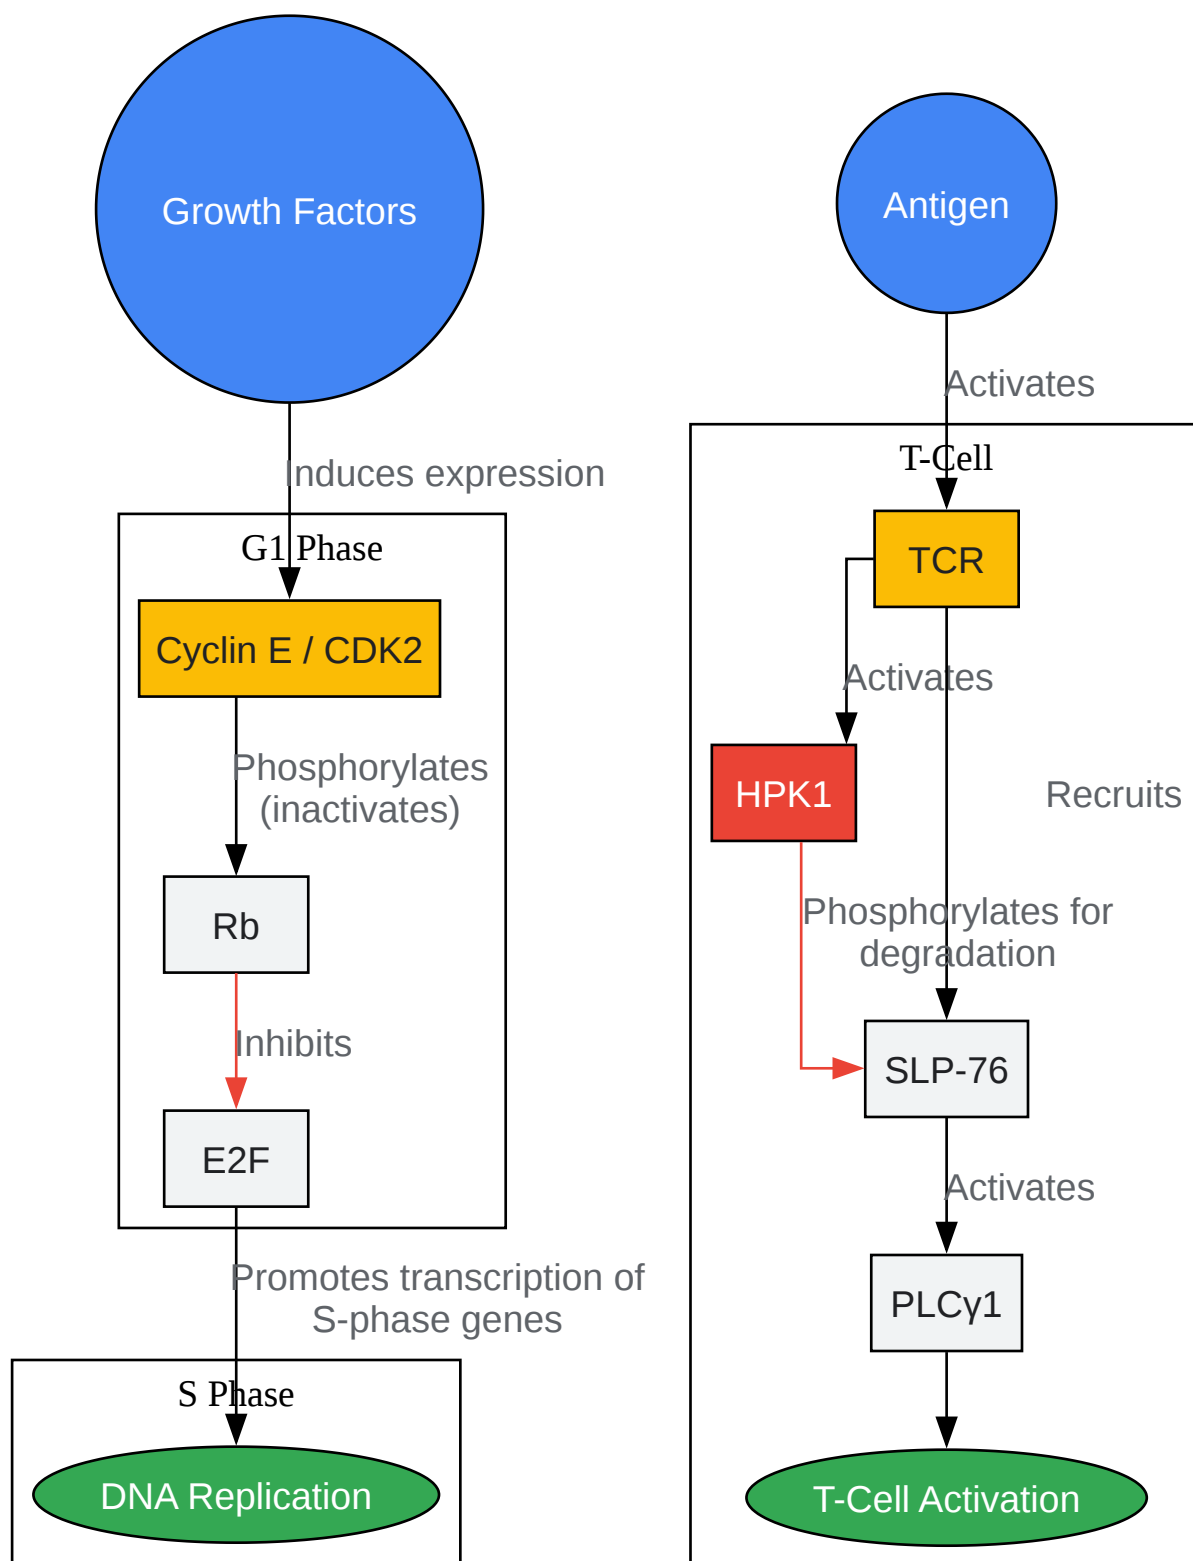 Growth Factors
Induces expression
G1 Phase
Cyclin E / CDK2
Phosphorylates
(inactivates)
Rb
Inhibits
E2F
Promotes transcription of
S-phase genes
S Phase
DNA Replication
Antigen
Activates
T-Cell
TCR
Activates
HPK1
Recruits
Phosphorylates for
degradation
SLP-76
Activates
PLCγ1
T-Cell Activation